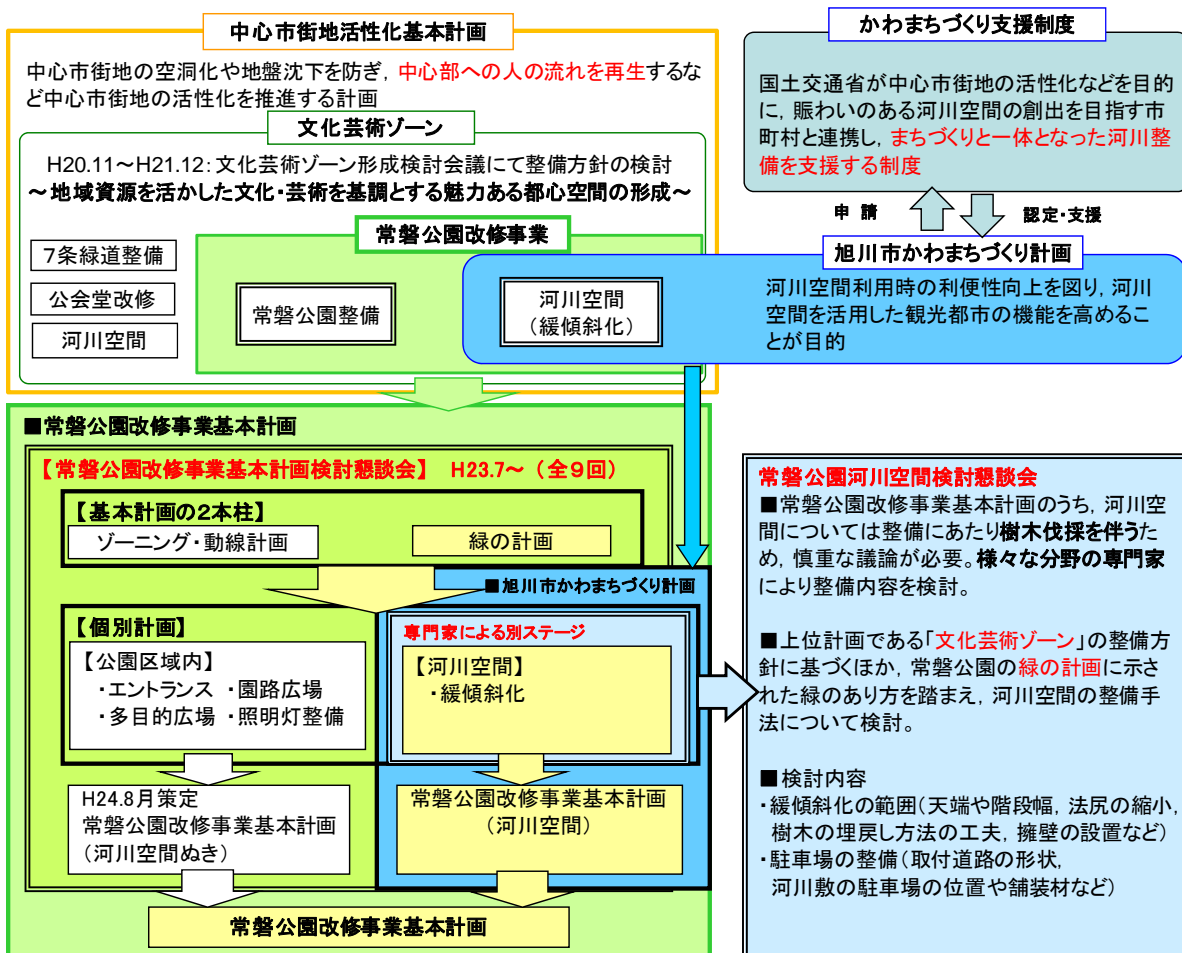 中心市街地活性化基本計画
中心市街地の空洞化や地盤沈下を防ぎ，中心部への人の流れを再生するな
ど中心市街地の活性化を推進する計画
文化芸術ゾーン
H20.11～H21.12：文化芸術ゾーン形成検討会議にて整備方針の検討
～地域資源を活かした文化・芸術を基調とする魅力ある都心空間の形成～
常磐公園改修事業
7条緑道整備
公会堂改修
河川空間
常磐公園整備
河川空間
（緩傾斜化）
かわまちづくり支援制度
国土交通省が中心市街地の活性化などを目的
に，賑わいのある河川空間の創出を目指す市
町村と連携し，まちづくりと一体となった河川整
備を支援する制度
申 請
認定・支援
旭川市かわまちづくり計画
河川空間利用時の利便性向上を図り，河川
空間を活用した観光都市の機能を高めるこ
とが目的
■常磐公園改修事業基本計画
【常磐公園改修事業基本計画検討懇談会】 H23.7～（全９回）
【基本計画の２本柱】
ゾーニング・動線計画
緑の計画
■旭川市かわまちづくり計画
【個別計画】
【公園区域内】
・エントランス ・園路広場
・多目的広場 ・照明灯整備
専門家による別ステージ
【河川空間】
・緩傾斜化
H24.8月策定
常磐公園改修事業基本計画
（河川空間ぬき）
常磐公園改修事業基本計画
（河川空間）
常磐公園改修事業基本計画
常磐公園河川空間検討懇談会
■常磐公園改修事業基本計画のうち，河川空
間については整備にあたり樹木伐採を伴うた
め，慎重な議論が必要。様々な分野の専門家
により整備内容を検討。
■上位計画である「文化芸術ゾーン」の整備方
針に基づくほか，常磐公園の緑の計画に示さ
れた緑のあり方を踏まえ，河川空間の整備手
法について検討。
■検討内容
・緩傾斜化の範囲（天端や階段幅，法尻の縮小，
樹木の埋戻し方法の工夫，擁壁の設置など）
・駐車場の整備（取付道路の形状，
河川敷の駐車場の位置や舗装材など）